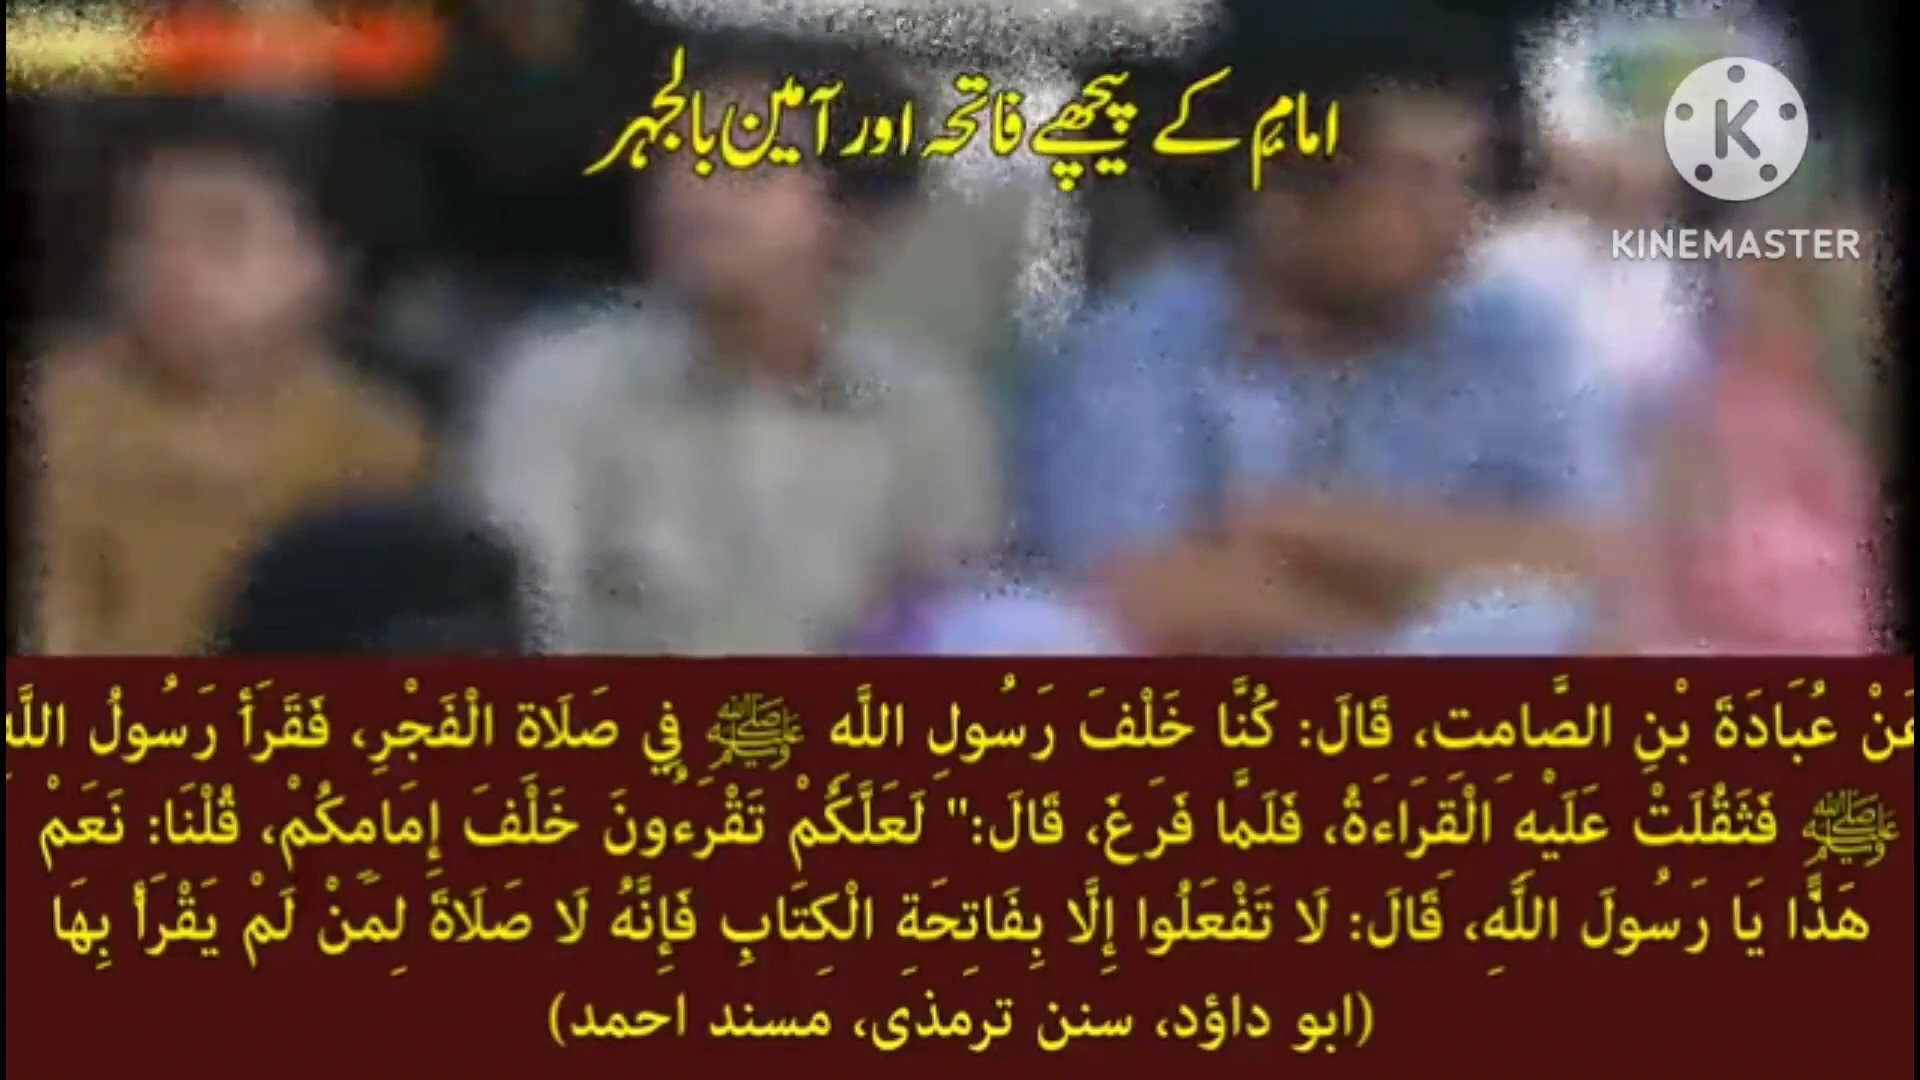 امام کے پیچھے فاتحہ اور آمین بالجہر
KINEMASTER
عَنْ عُبَادَةَ بْنِ الصَّامِتِ، قَالَ: كُنَّا خَلْفَ رَسُولِ اللَّهِ ﷺ فِي صَلَاةِ الْفَجْرِ، فَقَرَأَ رَسُولُ اللَّهِ
ﷺ فَثَقُلَتْ عَلَيْهِ الْقِرَاءَةُ، فَلَمَّا فَرَغَ، قَالَ:" لَعَلَّكُمْ تَقْرَءُونَ خَلْفَ إِمَامِكُمْ، قُلْنَا: نَعَمْ
هَذًّا يَا رَسُولَ اللَّهِ، قَالَ: لَا تَفْعَلُوا إِلَّا بِفَاتِحَةِ الْكِتَابِ فَإِنَّهُ لَا صَلَاةَ لِمَنْ لَمْ يَقْرَأْ بِهَا
(ابو داؤد، سنن ترمذی، مسند احمد)